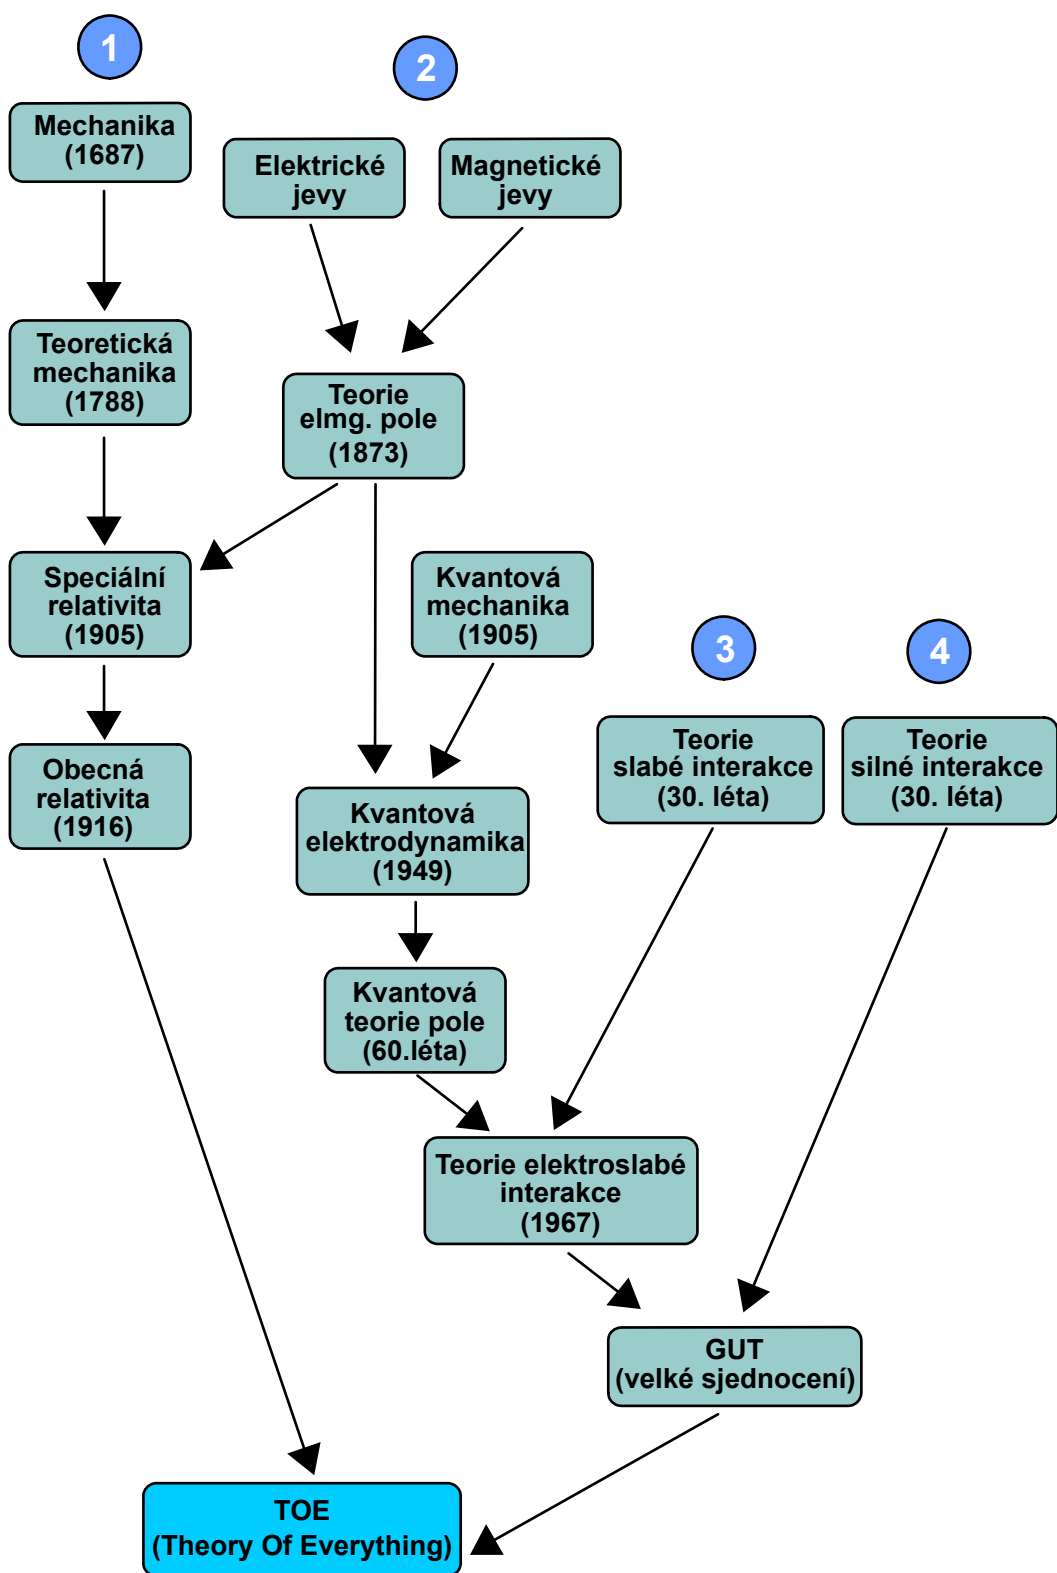 1
2
Mechanika
(1687)
Elektrické
jevy
Magnetické
jevy
Teoretická
mechanika
(1788)
Teorie
elmg. pole
(1873)
Speciální
relativita
(1905)
Kvantová
mechanika
(1905)
3
4
Obecná
relativita
(1916)
Teorie
slabé interakce
(30. léta)
Teorie
silné interakce
(30. léta)
Kvantová
elektrodynamika
(1949)
Kvantová
teorie pole
(60.léta)
Teorie elektroslabé
interakce
(1967)
GUT
(velké sjednocení)
TOE
(Theory Of Everything)